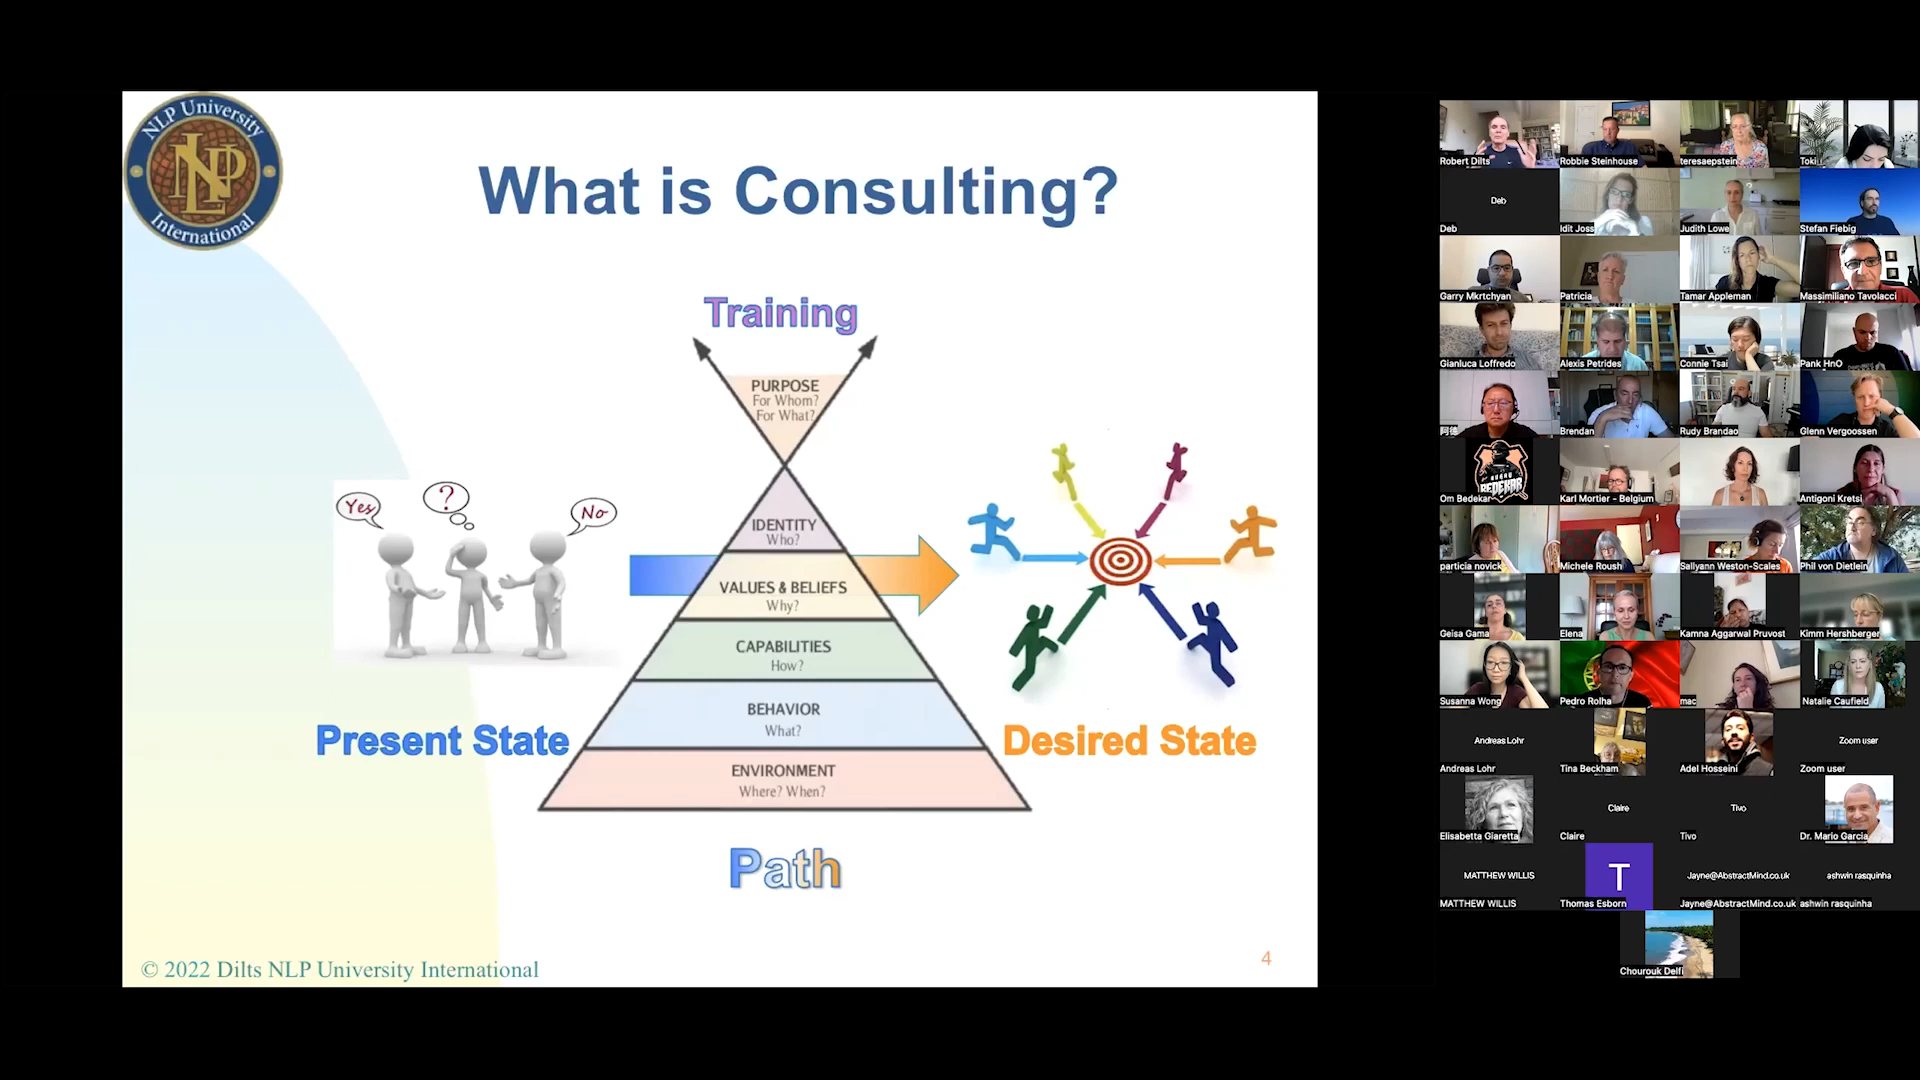 NLP University
NLP
International
What is Consulting?
Training
PURPOSE
For Whom?
For What?
IDENTITY
Who?
VALUES & BELIEFS
Why?
CAPABILITIES
How?
BEHAVIOR
What?
ENVIRONMENT
Where? When?
Yes
?
No
Present State
Desired State
Path
© 2022 Dilts NLP University International
4
Robert Dilts
Robbie Steinhouse
teresaepstein
Toki
Deb
Deb
Idit Joss
Judith Lowe
Stefan Fiebig
Garry Mkrtchyan
Patricia
Tamar Appleman
Massimiliano Tavolacci
Gianluca Loffredo
Alexis Petrides
Connie Tsai
Pank HnO
阿德
Brendan
Rudy Brandao
Glenn Vergoossen
BEDEKAR
Om Bedekar
Karl Mortier - Belgium
Antigoni Kretsi
particia novick
Michele Roush
Sallyann Weston-Scales
Phil von Dietlein
Geisa Gama
Elena
Kamna Aggarwal Pruvost
Kimm Hershberger
Susanna Wong
Pedro Rolha
mac
Natalie Caufield
Andreas Lohr
Andreas Lohr
Tina Beckham
Adel Hosseini
Zoom user
Zoom user
Elisabetta Giaretta
Claire
Claire
Tivo
Tivo
Dr. Mario Garcia
MATTHEW WILLIS
MATTHEW WILLIS
T
Thomas Esborn
Jayne@AbstractMind.co.uk
Jayne@AbstractMind.co.uk
ashwin rasquinha
ashwin rasquinha
Chourouk Delfi